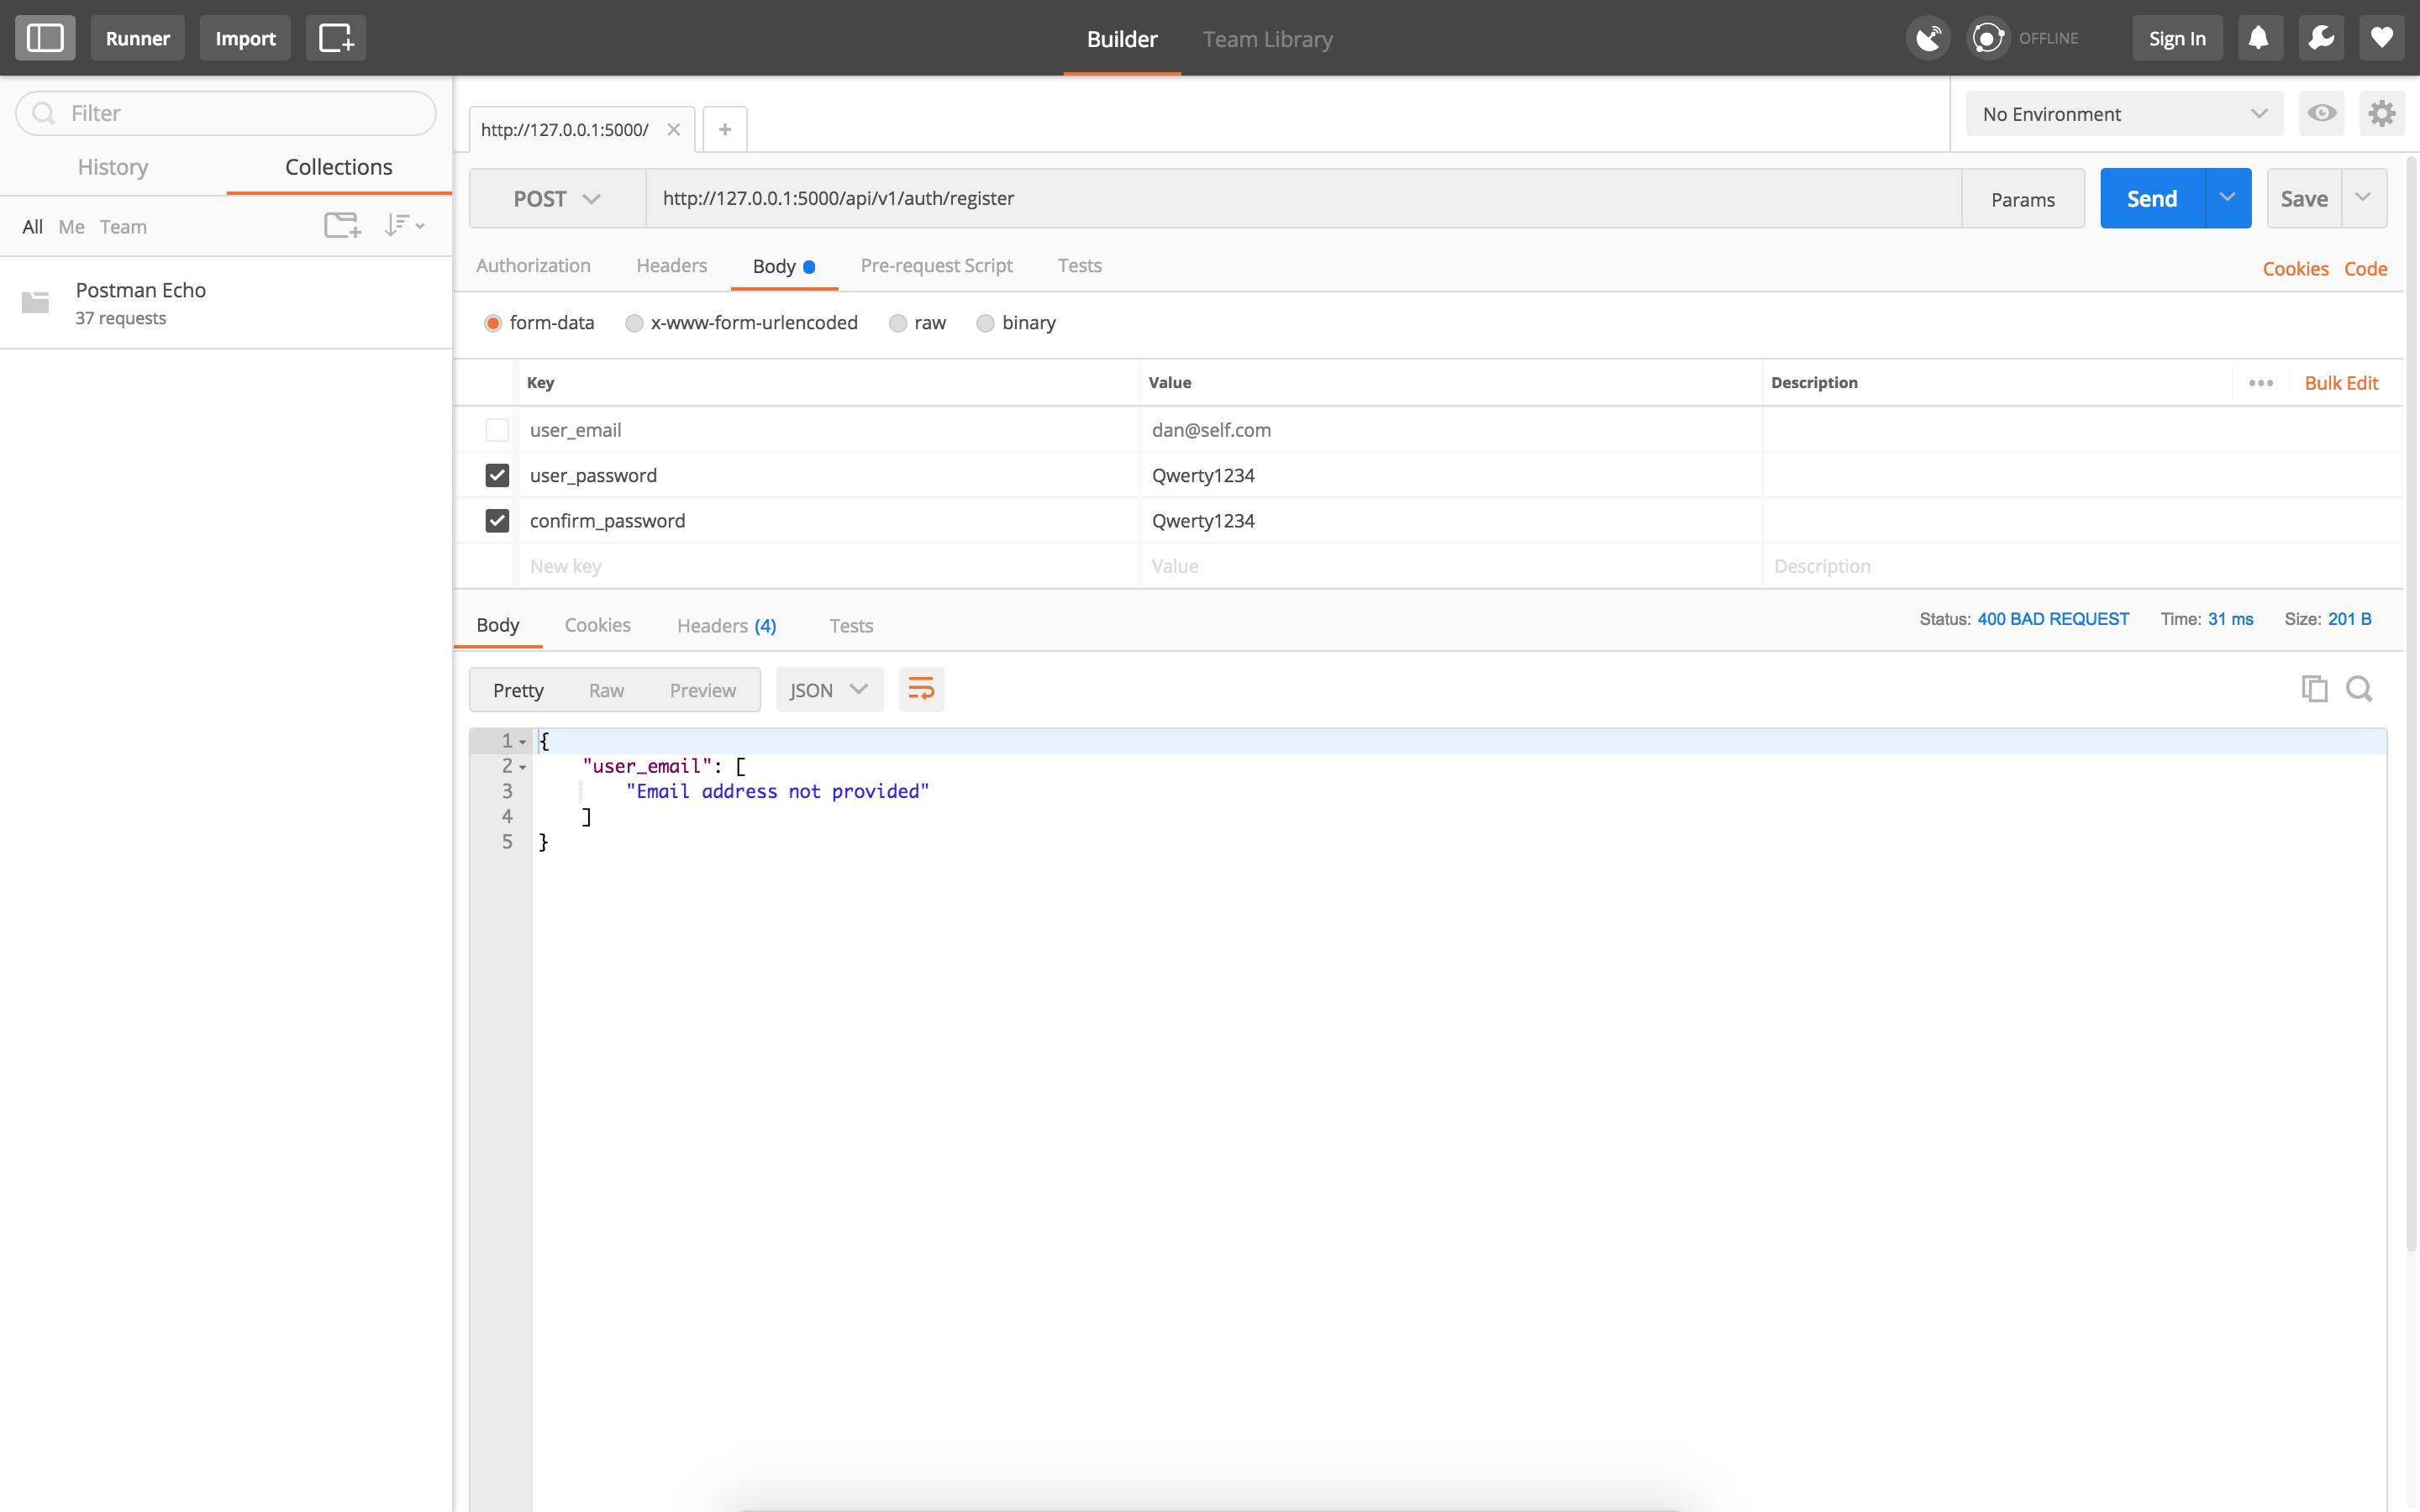 Runner Import Builder Team Library OFFLINE Sign In
Filter
History Collections
All Me Team
Postman Echo
37 requests
http://127.0.0.1:5000/ No Environment
POST http://127.0.0.1:5000/api/v1/auth/register Params Send Save
Authorization Headers Body Pre-request Script Tests Cookies Code
form-data x-www-form-urlencoded raw binary
Key Value Description Bulk Edit
user_email dan@self.com
user_password Qwerty1234
confirm_password Qwerty1234
New key Value Description
Body Cookies Headers (4) Tests Status: 400 BAD REQUEST Time: 31 ms Size: 201 B
Pretty Raw Preview JSON
1 {
2 "user_email": [
3 "Email address not provided"
4 ]
5 }